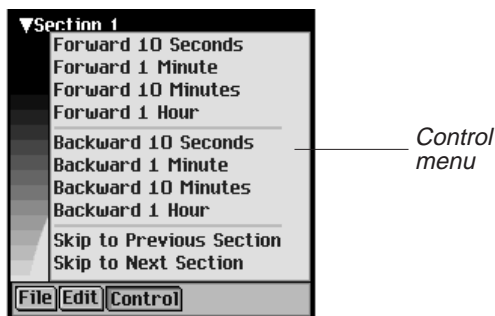 ▼Section 1
Forward 10 Seconds
Forward 1 Minute
Forward 10 Minutes
Forward 1 Hour
Backward 10 Seconds
Backward 1 Minute
Backward 10 Minutes
Backward 1 Hour
Skip to Previous Section
Skip to Next Section
File Edit Control
Control
menu